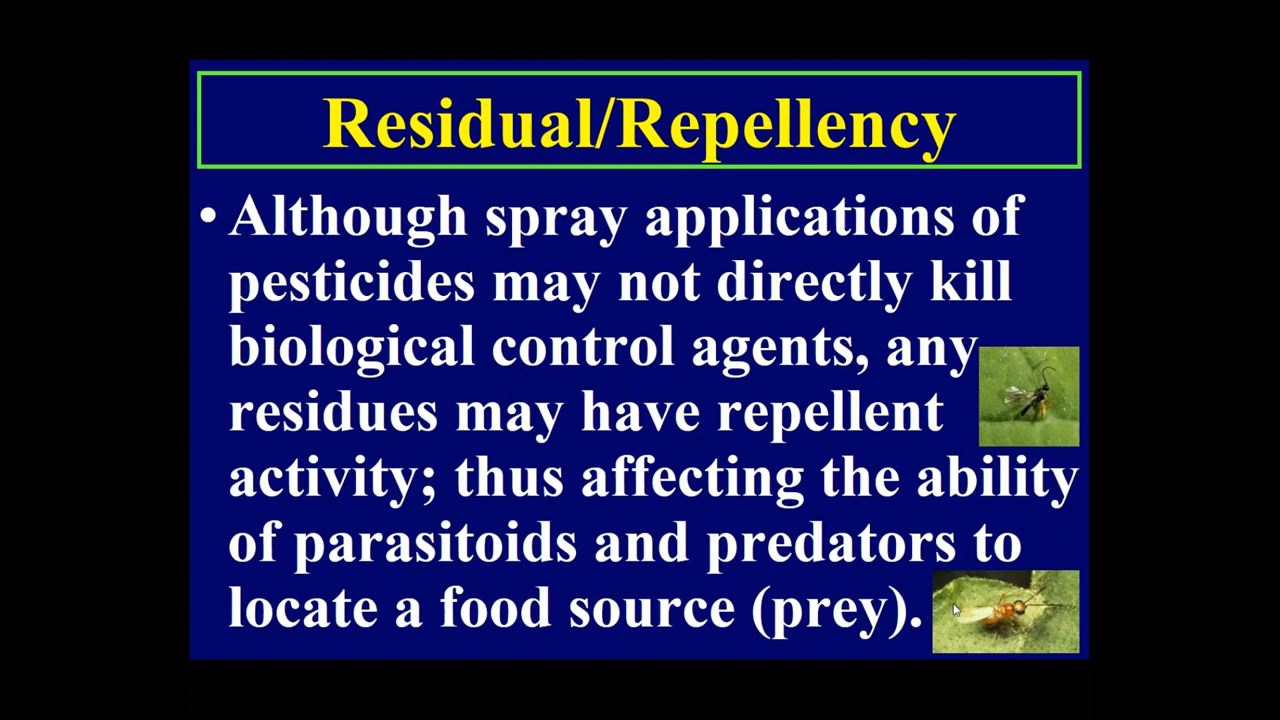 Residual/Repellency
• Although spray applications of
pesticides may not directly kill
biological control agents, any
residues may have repellent
activity; thus affecting the ability
of parasitoids and predators to
locate a food source (prey).